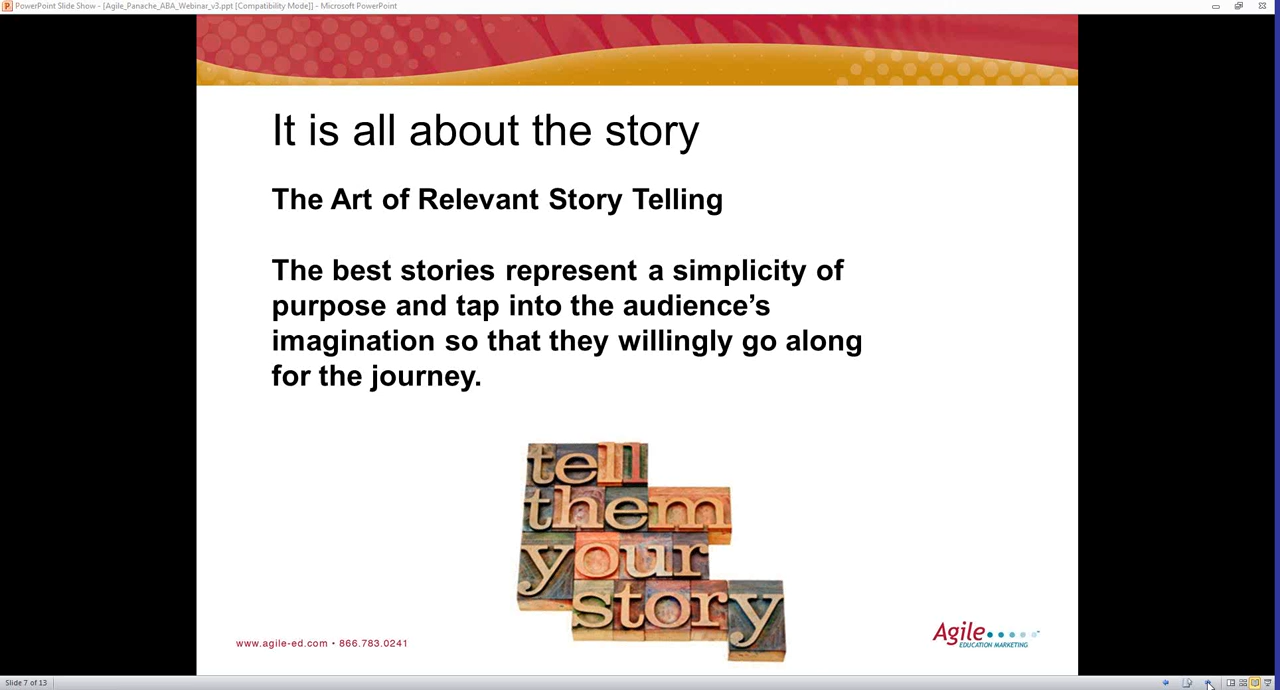 PowerPoint Slide Show - [Agile_Panache_ABA_Webinar_v3.ppt [Compatibility Mode]] - Microsoft PowerPoint
It is all about the story
The Art of Relevant Story Telling
The best stories represent a simplicity of
purpose and tap into the audience’s
imagination so that they willingly go along
for the journey.
tell
them
your
story
www.agile-ed.com • 866.783.0241
Agile
EDUCATION MARKETING
Slide 7 of 13